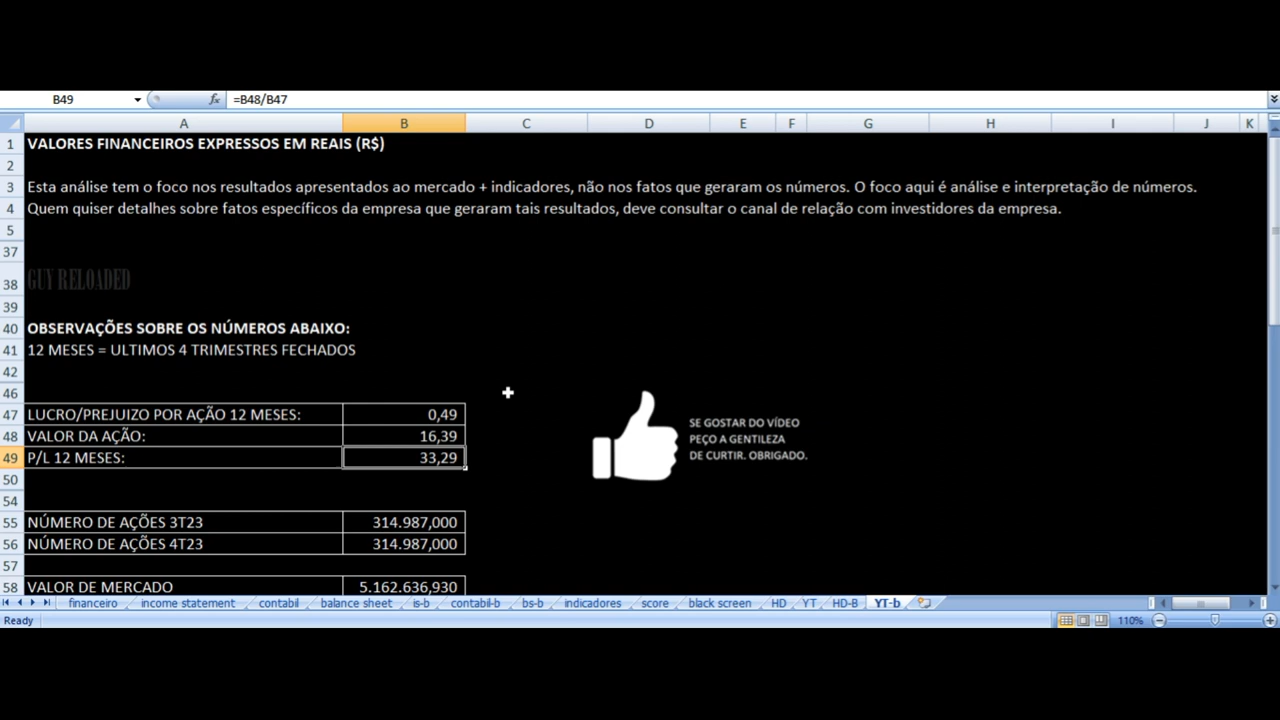 B49 fx =B48/B47
A B C D E F G H I J K
1 VALORES FINANCEIROS EXPRESSOS EM REAIS (R$)
2
3 Esta análise tem o foco nos resultados apresentados ao mercado + indicadores, não nos fatos que geraram os números. O foco aqui é análise e interpretação de números.
4 Quem quiser detalhes sobre fatos específicos da empresa que geraram tais resultados, deve consultar o canal de relação com investidores da empresa.
5
37
38 GUY RELOADED
39
40 OBSERVAÇÕES SOBRE OS NÚMEROS ABAIXO:
41 12 MESES = ULTIMOS 4 TRIMESTRES FECHADOS
42
46
47 LUCRO/PREJUIZO POR AÇÃO 12 MESES: 0,49
48 VALOR DA AÇÃO: 16,39
49 P/L 12 MESES: 33,29
SE GOSTAR DO VÍDEO
PEÇO A GENTILEZA
DE CURTIR. OBRIGADO.
50
54
55 NÚMERO DE AÇÕES 3T23 314.987,000
56 NÚMERO DE AÇÕES 4T23 314.987,000
57
58 VALOR DE MERCADO 5.162.636,930
financeiro income statement contabil balance sheet is-b contabil-b bs-b indicadores score black screen HD YT HD-B YT-b
Ready 110%